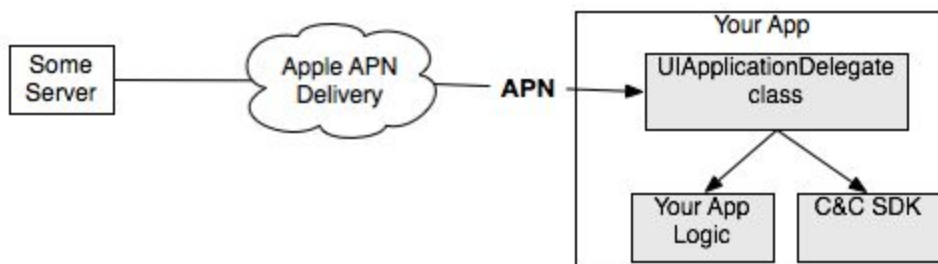 Your App
Some
Server
Apple APN
Delivery
APN
UIApplicationDelegate
class
Your App
Logic
C&C SDK